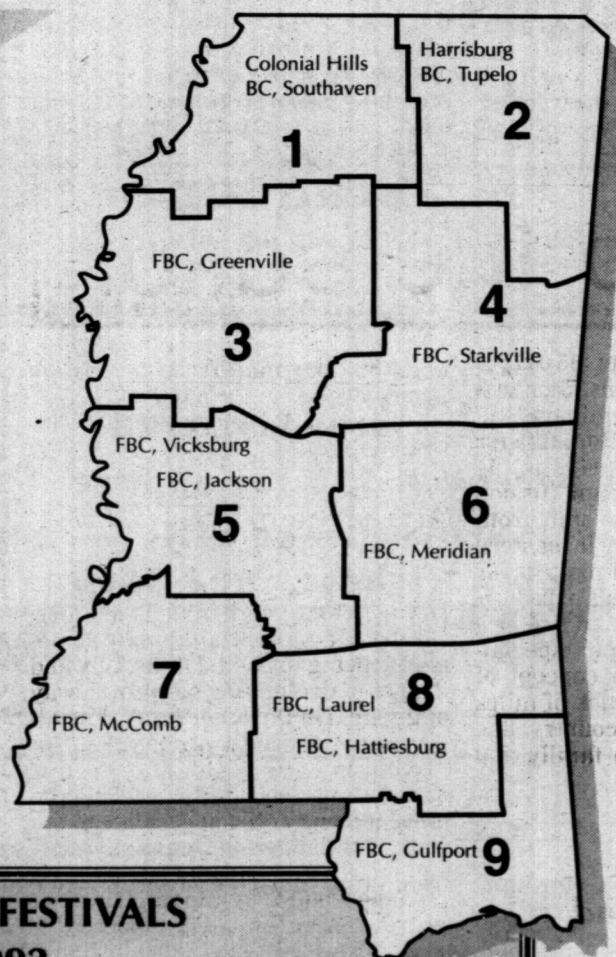 Colonial Hills
BC, Southaven
1
Harrisburg
BC, Tupelo
2
FBC, Greenville
3
4
FBC, Starkville
FBC, Vicksburg
FBC, Jackson
5
6
FBC, Meridian
7
FBC, McComb
FBC, Laurel
8
FBC, Hattiesburg
FBC, Gulfport
9
FESTIVALS